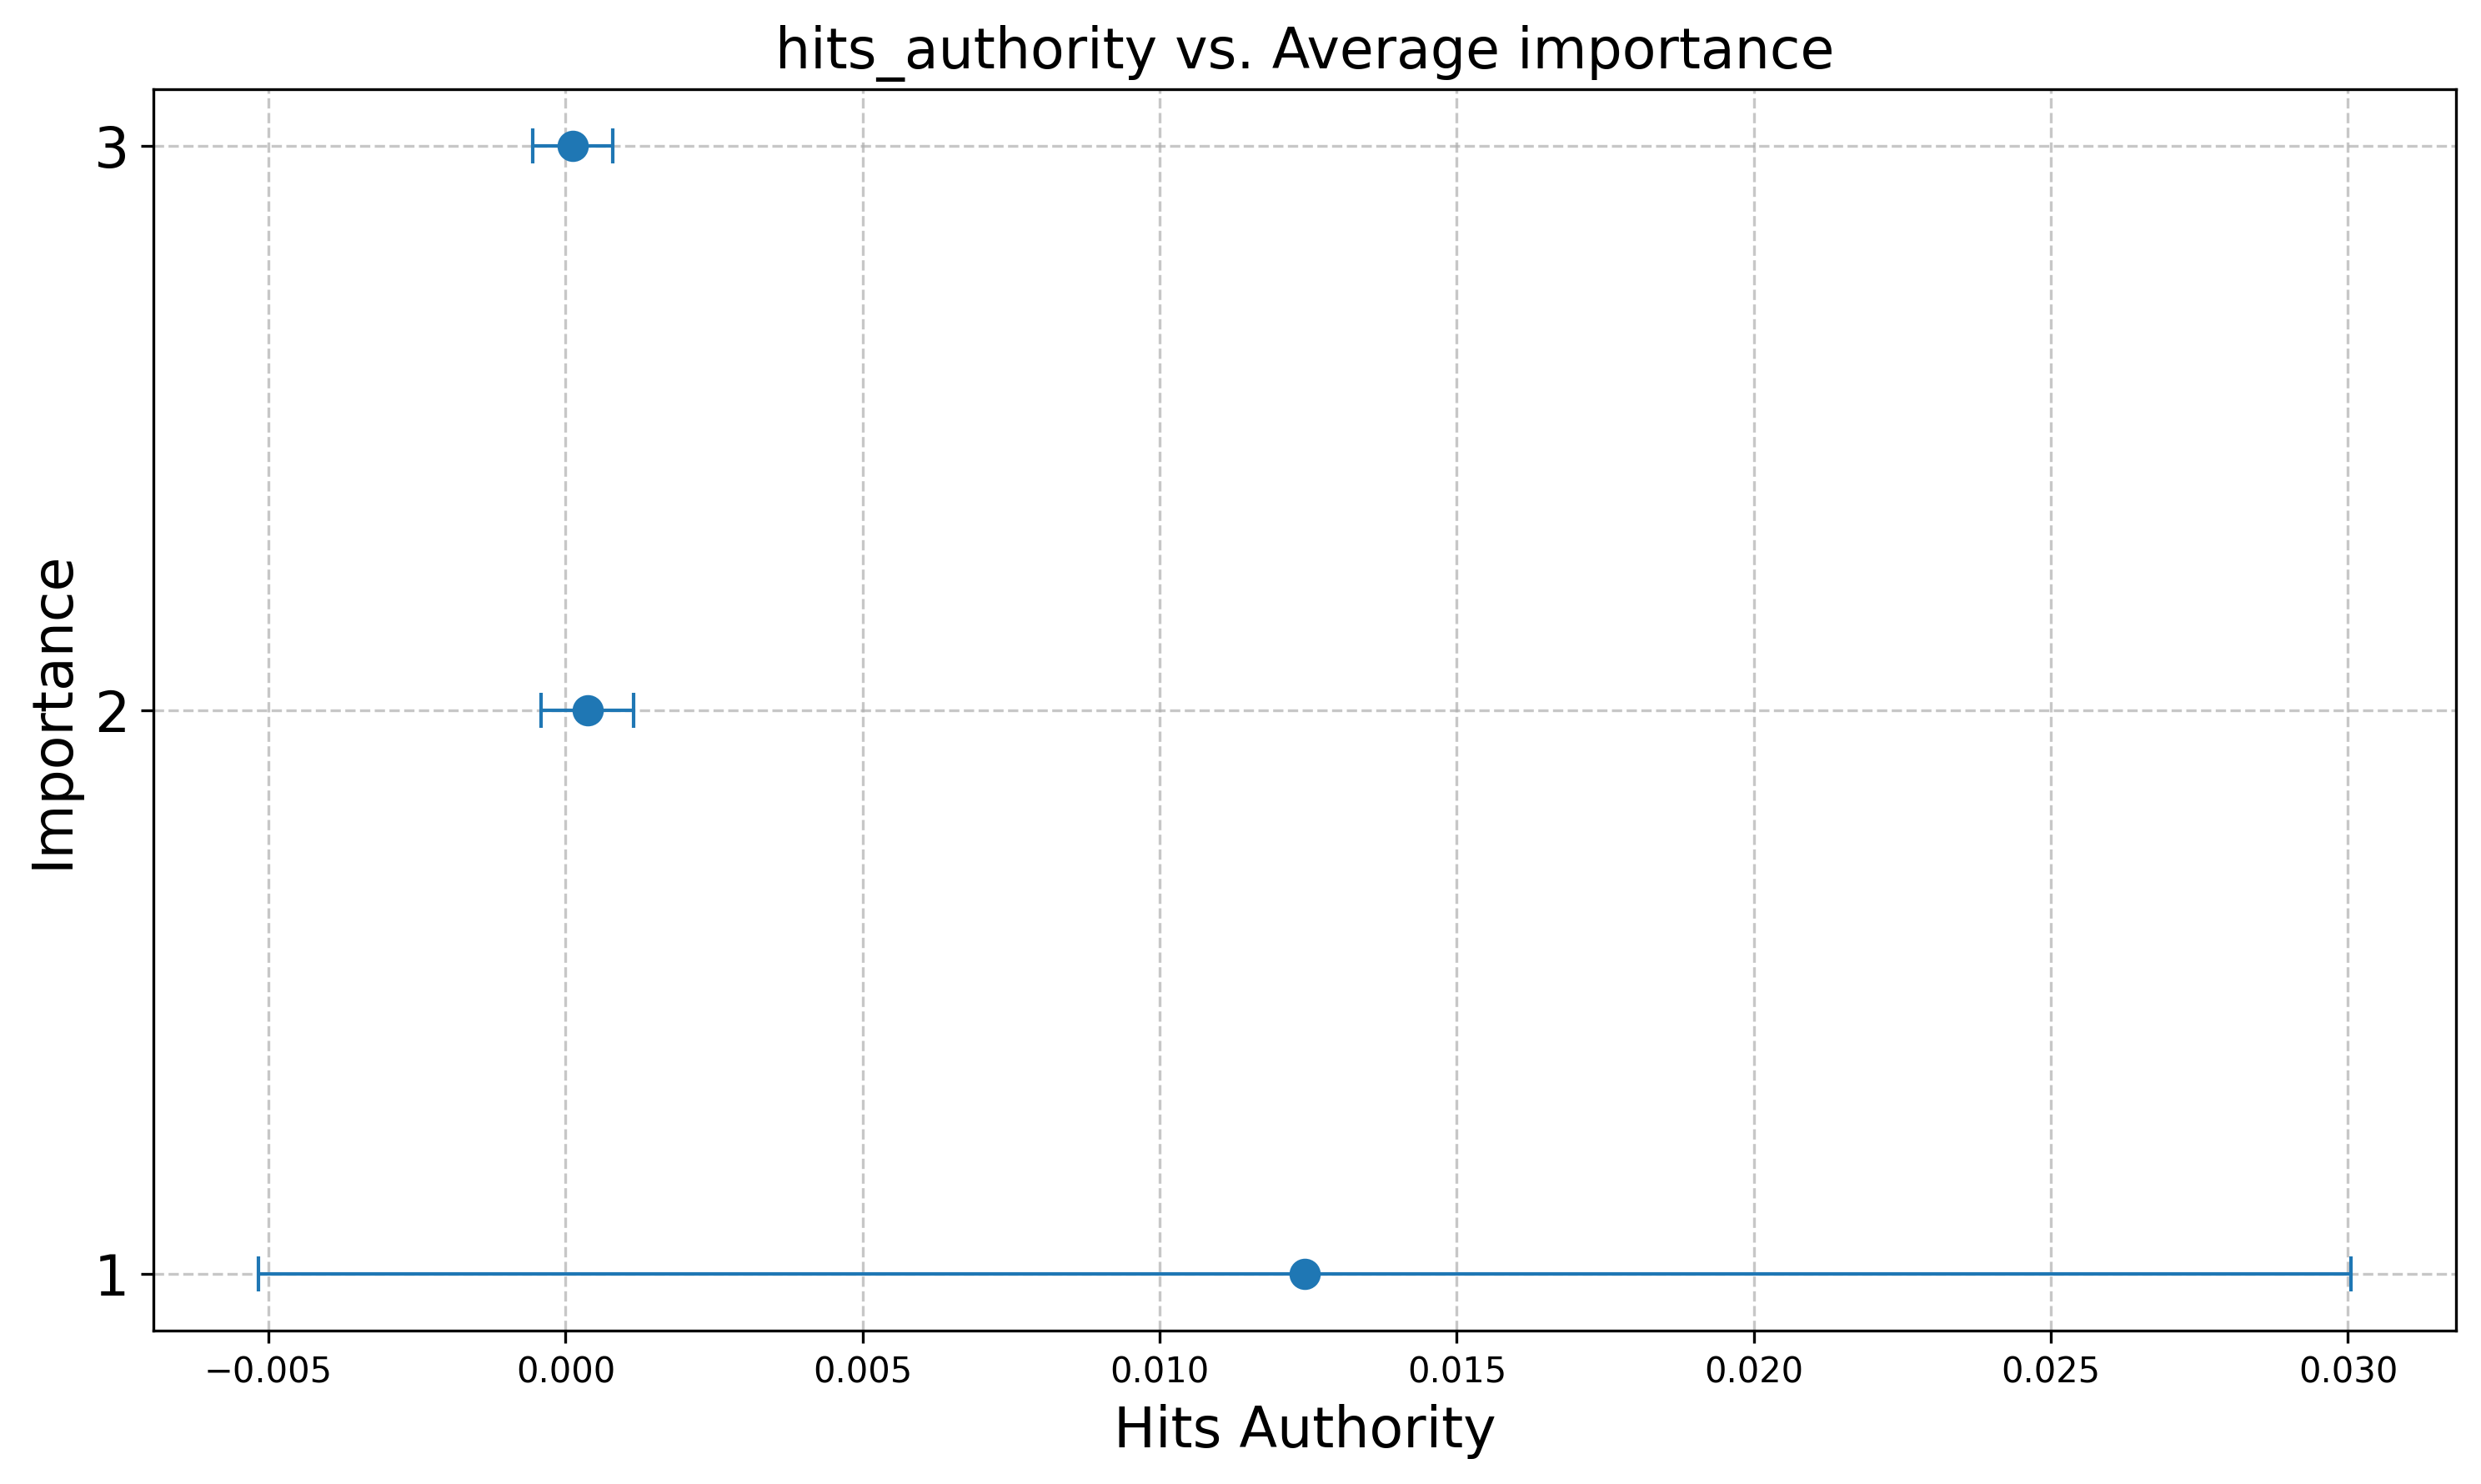 hits_authority vs. Average importance
3
2
1
Importance
−0.005 0.000 0.005 0.010 0.015 0.020 0.025 0.030
Hits Authority